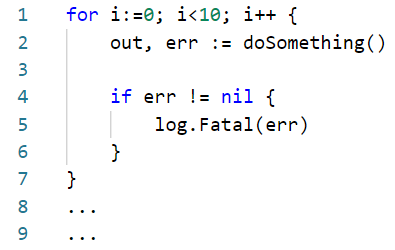 1 for i:=0; i<10; i++ {
2     out, err := doSomething()
3
4     if err != nil {
5         log.Fatal(err)
6     }
7 }
8 ...
9 ...